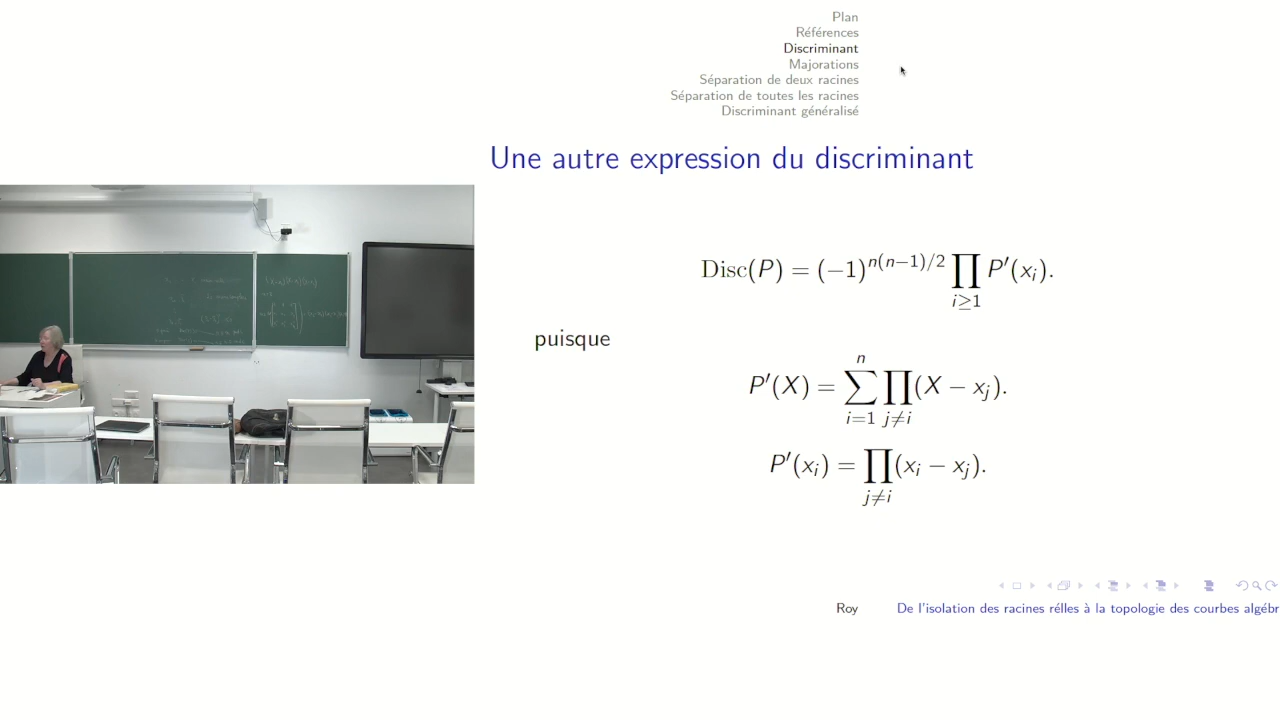 Plan
Références
Discriminant
Majorations
Séparation de deux racines
Séparation de toutes les racines
Discriminant généralisé
Une autre expression du discriminant
Disc(P) = (−1)^{n(n−1)/2} ∏_{i≥1} P′(x_i).
puisque
P′(X) = ∑_{i=1}^{n} ∏_{j≠i} (X − x_j).
P′(x_i) = ∏_{j≠i} (x_i − x_j).
Roy
De l'isolation des racines rélles à la topologie des courbes algébr